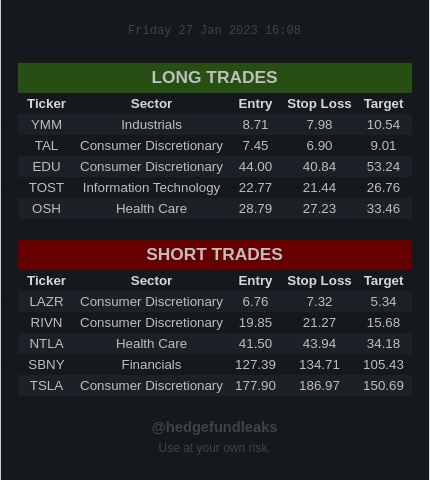 Friday 27 Jan 2023 16:08
LONG TRADES
Ticker Sector Entry Stop Loss Target
YMM Industrials 8.71 7.98 10.54
TAL Consumer Discretionary 7.45 6.90 9.01
EDU Consumer Discretionary 44.00 40.84 53.24
TOST Information Technology 22.77 21.44 26.76
OSH Health Care 28.79 27.23 33.46
SHORT TRADES
Ticker Sector Entry Stop Loss Target
LAZR Consumer Discretionary 6.76 7.32 5.34
RIVN Consumer Discretionary 19.85 21.27 15.68
NTLA Health Care 41.50 43.94 34.18
SBNY Financials 127.39 134.71 105.43
TSLA Consumer Discretionary 177.90 186.97 150.69
@hedgefundleaks
Use at your own risk.